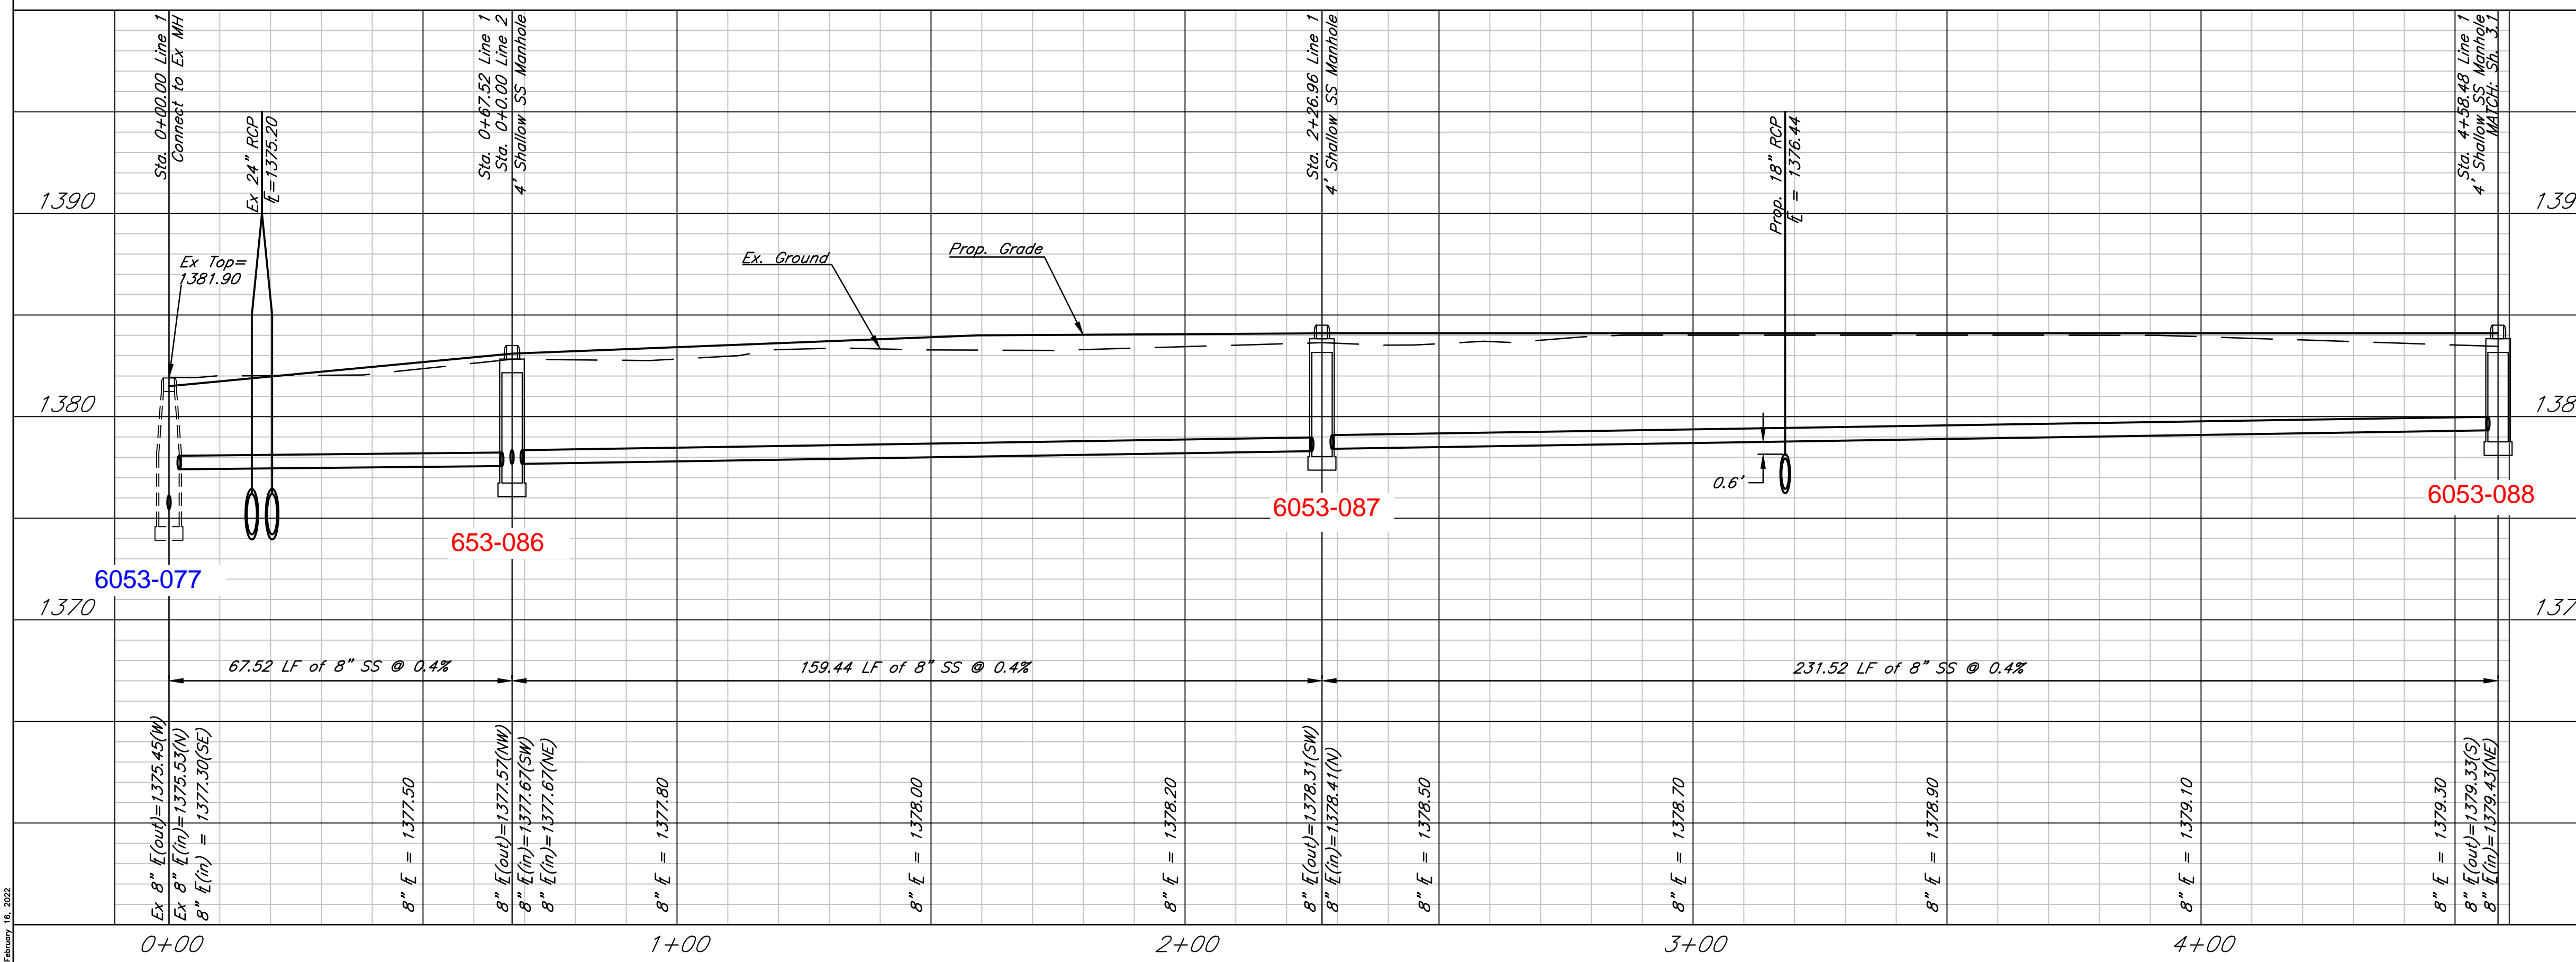 Sta. 0+00.00 Line 1
Connect to Ex MH
Ex 24" RCP
℄=1375.20
Sta. 0+67.52 Line 1
Sta. 0+0.00 Line 2
4' Shallow SS Manhole
Sta. 2+26.96 Line 1
4' Shallow SS Manhole
Prop. 18" RCP
℄ = 1376.44
Sta. 4+58.48 Line 1
4' Shallow SS Manhole
MATCH: Sh. 3.1
1390
139
Ex Top=
1381.90
Ex. Ground
Prop. Grade
1380
138
0.6'
6053-077
653-086
6053-087
6053-088
1370
137
67.52 LF of 8" SS @ 0.4%
159.44 LF of 8" SS @ 0.4%
231.52 LF of 8" SS @ 0.4%
Ex 8" ℄(out)=1375.45(W)
Ex 8" ℄(in)=1375.53(N)
8" ℄(in) = 1377.30(SE)
8" ℄ = 1377.50
8" ℄(out)=1377.57(NW)
8" ℄(in)=1377.67(SW)
8" ℄(in)=1377.67(NE)
8" ℄ = 1377.80
8" ℄ = 1378.00
8" ℄ = 1378.20
8" ℄(out)=1378.31(SW)
8" ℄(in)=1378.41(N)
8" ℄ = 1378.50
8" ℄ = 1378.70
8" ℄ = 1378.90
8" ℄ = 1379.10
8" ℄ = 1379.30
8" ℄(out)=1379.33(S)
8" ℄(in)=1379.43(NE)
0+00
1+00
2+00
3+00
4+00
February 16, 2022